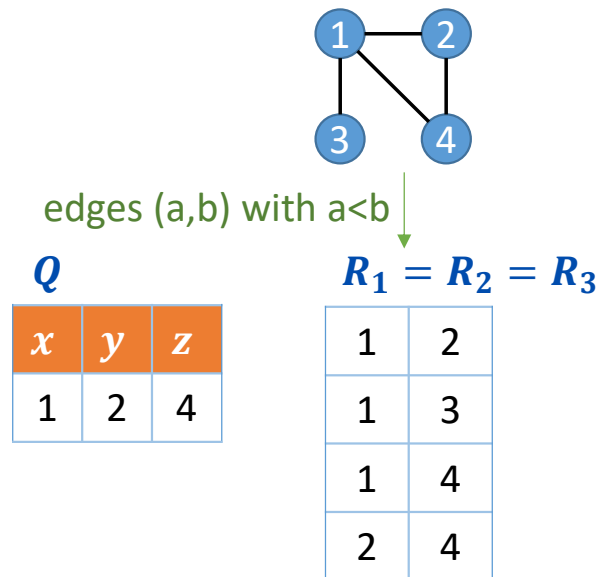 1 2
3 4
edges (a,b) with a<b
Q
x y z
1 2 4
R₁ = R₂ = R₃
1 2
1 3
1 4
2 4